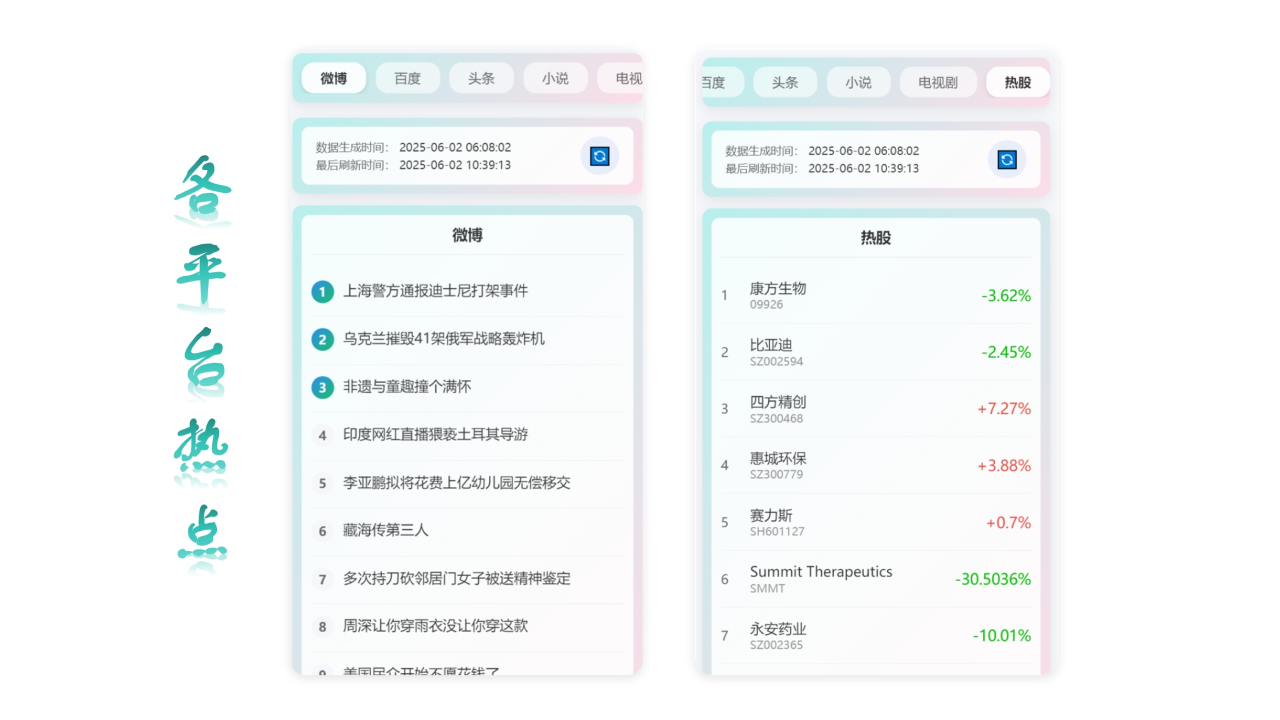 各平台热点
微博
百度
头条
小说
电视
数据生成时间： 2025-06-02 06:08:02
最后刷新时间： 2025-06-02 10:39:13
微博
1 上海警方通报迪士尼打架事件
2 乌克兰摧毁41架俄军战略轰炸机
3 非遗与童趣撞个满怀
4 印度网红直播猥亵土耳其导游
5 李亚鹏拟将花费上亿幼儿园无偿移交
6 藏海传第三人
7 多次持刀砍邻居门女子被送精神鉴定
8 周深让你穿雨衣没让你穿这款
9 美国民众开始不愿花钱了
百度
头条
小说
电视剧
热股
数据生成时间： 2025-06-02 06:08:02
最后刷新时间： 2025-06-02 10:39:13
热股
1 康方生物 -3.62%
09926
2 比亚迪 -2.45%
SZ002594
3 四方精创 +7.27%
SZ300468
4 惠城环保 +3.88%
SZ300779
5 赛力斯 +0.7%
SH601127
6 Summit Therapeutics -30.5036%
SMMT
7 永安药业 -10.01%
SZ002365